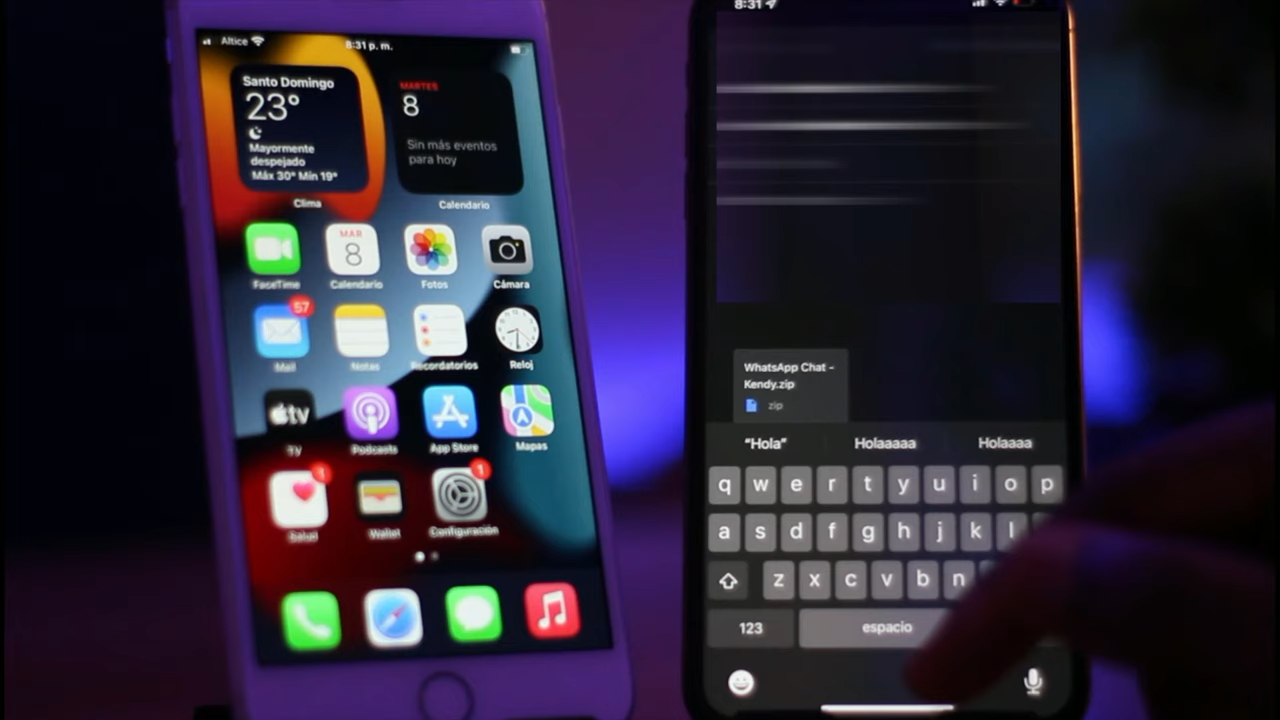 Altice
8:31 p. m.
Santo Domingo
23°
Mayormente
despejado
Máx 30° Mín 19°
Clima
MARTES
8
Sin más eventos
para hoy
Calendario
FaceTime
MAR
8
Calendario
Fotos
Cámara
57
Mail
Notas
Recordatorios
Reloj
tv
TV
Podcasts
App Store
Mapas
1
Salud
Wallet
1
Configuración
8:31
WhatsApp Chat -
Kendy.zip
zip
“Hola”
Holaaaaa
Holaaaa
q w e r t y u i o p
a s d f g h j k l
z x c v b n
123
espacio